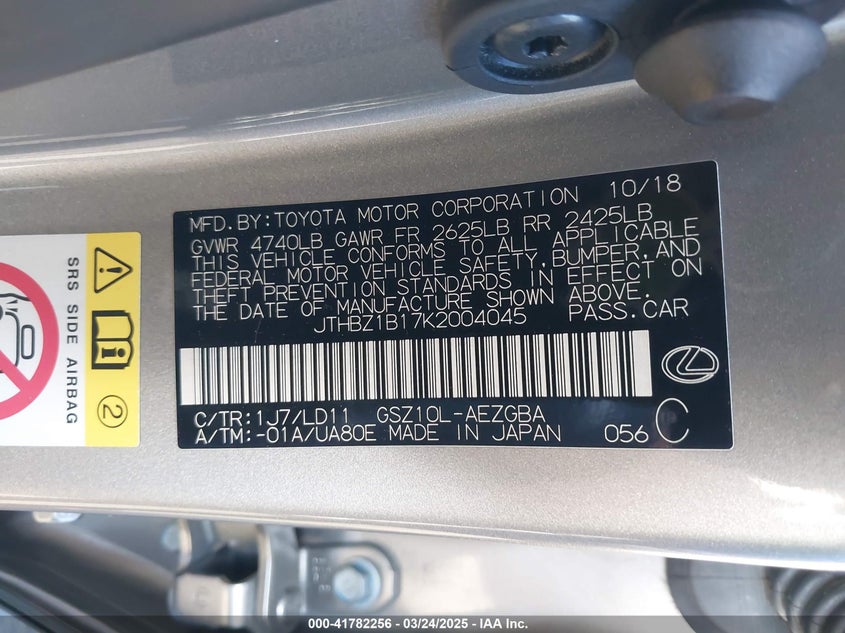 MFD.BY:TOYOTA MOTOR CORPORATION 10/18
GVWR 4740LB GAWR FR 2625LB RR 2425LB
THIS VEHICLE CONFORMS TO ALL APPLICABLE
FEDERAL MOTOR VEHICLE SAFETY,BUMPER,AND
THEFT PREVENTION STANDARDS IN EFFECT ON
THE DATE OF MANUFACTURE SHOWN ABOVE.
JTHBZ1B17K2004045 PASS.CAR
C/TR:1J7/LD11 GSZ10L-AEZGBA
A/TM:-01A/UA80E MADE IN JAPAN 056 C
SRS SIDE AIRBAG
2
000-41782256 - 03/24/2025 - IAA Inc.